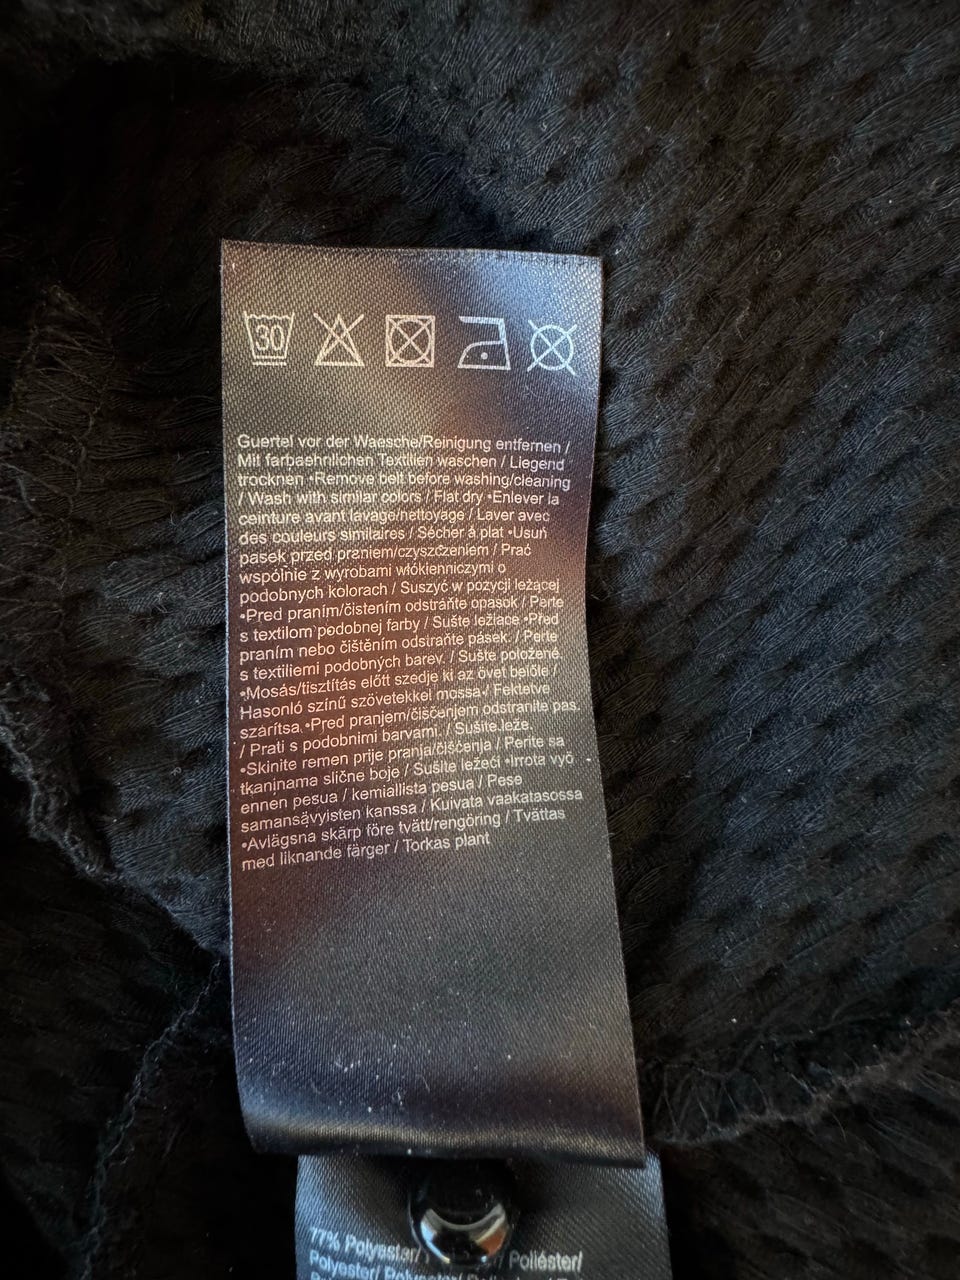 30
Guertel vor der Waesche/Reinigung entfernen /
Mit farbaehnlichen Textilien waschen / Liegend
trocknen •Remove belt before washing/cleaning
/ Wash with similar colors / Flat dry •Enlever la
ceinture avant lavage/nettoyage / Laver avec
des couleurs similaires / Sécher à plat •Usuń
pasek przed praniem/czyszczeniem / Prać
wspólnie z wyrobami włókienniczymi o
podobnych kolorach / Suszyć w pozycji leżącej
•Pred praním/čistením odstráňte opasok / Perte
s textilom podobnej farby / Sušte ležiace •Před
praním nebo čištěním odstraňte pásek. / Perte
s textiliemi podobných barev. / Sušte položené.
•Mosás/tisztítás előtt szedje ki az övet belőle /
Hasonló színű szövetekkel mossa / Fektetve
szárítsa •Pred pranjem/čiščenjem odstranite pas.
/ Prati s podobnimi barvami. / Sušite leže.
•Skinite remen prije pranja/čišćenja / Perite sa
tkaninama slične boje / Sušite ležeći •Irrota vyö
ennen pesua / kemiallista pesua / Pese
samansävyisten kanssa / Kuivata vaakatasossa
•Avlägsna skärp före tvätt/rengöring / Tvättas
med liknande färger / Torkas plant
77% Polyester/ Poliéster/
Polyester/